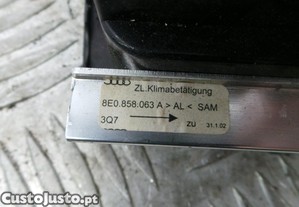 ZL.Klimabetätigung
8E0.858.063 A > AL < SAM
3Q7
zu
31.1.02
CustoJusto.pt